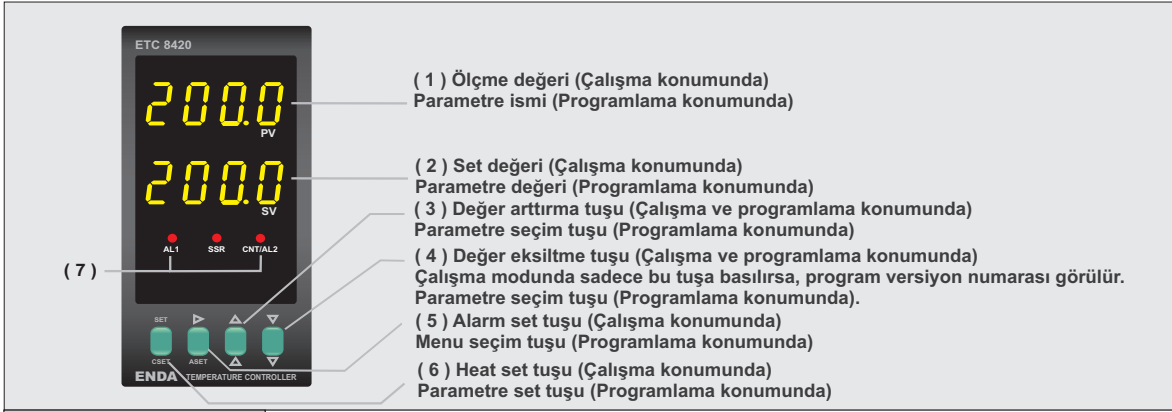 ETC 8420
200.0
PV
200.0
SV
AL1 SSR CNT/AL2
( 7 )
SET
CSET ASET
ENDA TEMPERATURE CONTROLLER
( 1 ) Ölçme değeri (Çalışma konumunda)
Parametre ismi (Programlama konumunda)
( 2 ) Set değeri (Çalışma konumunda)
Parametre değeri (Programlama konumunda)
( 3 ) Değer arttırma tuşu (Çalışma ve programlama konumunda)
Parametre seçim tuşu (Programlama konumunda)
( 4 ) Değer eksiltme tuşu (Çalışma ve programlama konumunda)
Çalışma modunda sadece bu tuşa basılırsa, program versiyon numarası görülür.
Parametre seçim tuşu (Programlama konumunda).
( 5 ) Alarm set tuşu (Çalışma konumunda)
Menu seçim tuşu (Programlama konumunda)
( 6 ) Heat set tuşu (Çalışma konumunda)
Parametre set tuşu (Programlama konumunda)